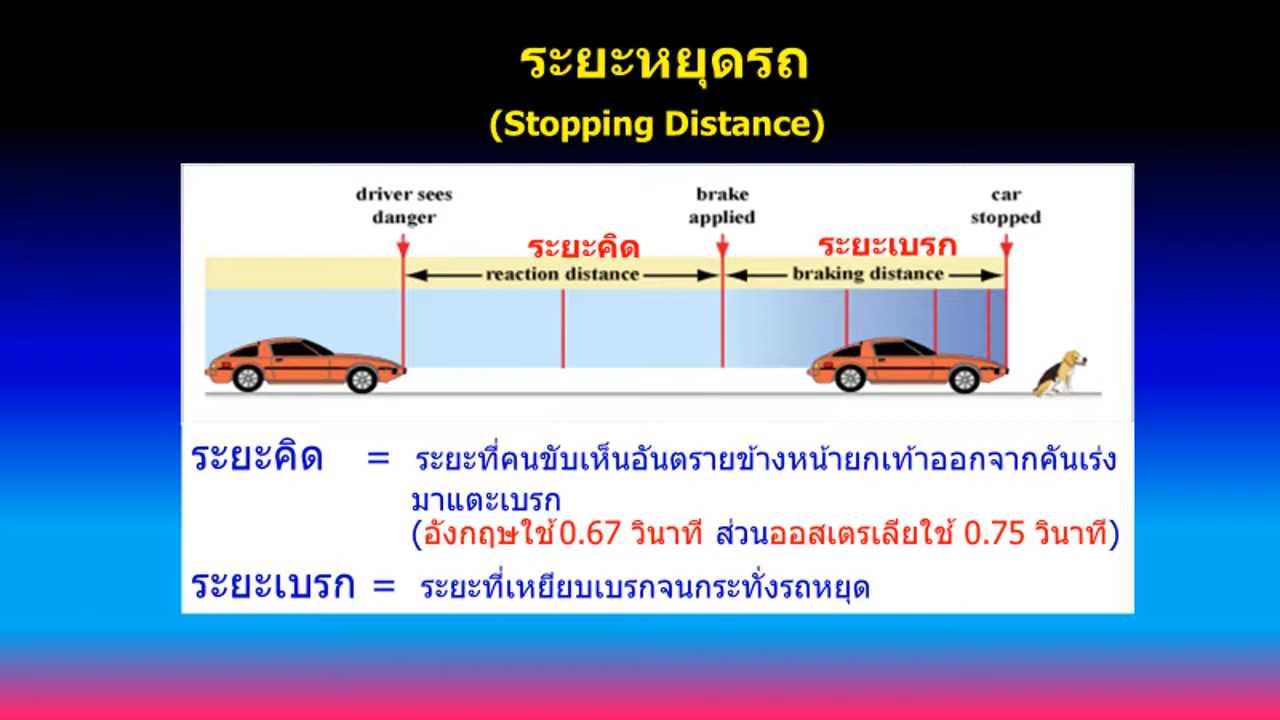 ระยะหยุดรถ
(Stopping Distance)
driver sees
danger
brake
applied
car
stopped
ระยะคิด
ระยะเบรก
reaction distance
braking distance
ระยะคิด = ระยะที่คนขับเห็นอันตรายข้างหน้ายกเท้าออกจากคันเร่ง
มาแตะเบรก
(อังกฤษใช้ 0.67 วินาที ส่วนออสเตรเลียใช้ 0.75 วินาที)
ระยะเบรก = ระยะที่เหยียบเบรกจนกระทั่งรถหยุด